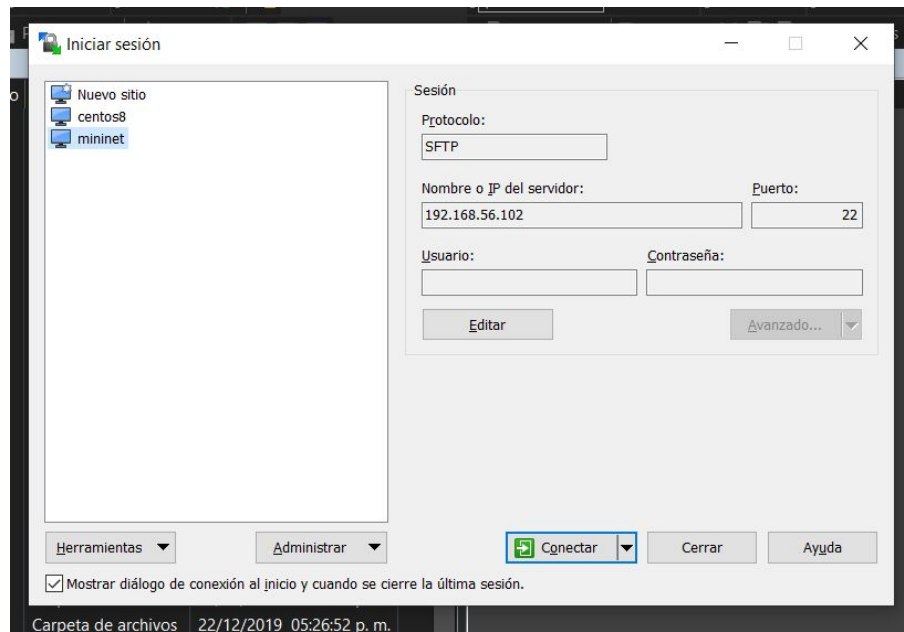 Iniciar sesión
Nuevo sitio
centos8
mininet
Sesión
Protocolo:
SFTP
Nombre o IP del servidor: Puerto:
192.168.56.102 22
Usuario: Contraseña:
Editar Avanzado...
Herramientas Administrar Conectar Cerrar Ayuda
Mostrar diálogo de conexión al inicio y cuando se cierre la última sesión.
Carpeta de archivos 22/12/2019 05:26:52 p. m.